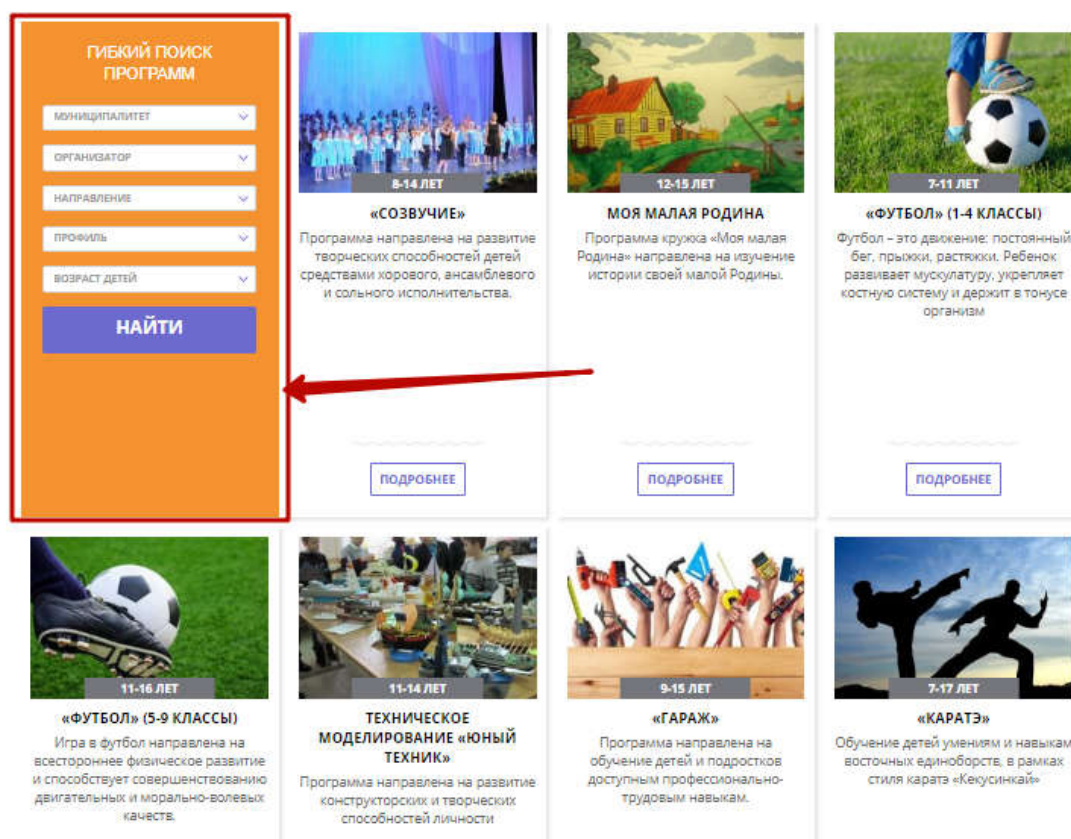 ГИБКИЙ ПОИСК
ПРОГРАММ
МУНИЦИПАЛИТЕТ
ОРГАНИЗАТОР
НАПРАВЛЕНИЕ
ПРОФИЛЬ
ВОЗРАСТ ДЕТЕЙ
НАЙТИ
8-14 ЛЕТ
«СОЗВУЧИЕ»
Программа направлена на развитие
творческих способностей детей
средствами хорового, ансамблевого
и сольного исполнительства.
ПОДРОБНЕЕ
12-15 ЛЕТ
МОЯ МАЛАЯ РОДИНА
Программа кружка «Моя малая
Родина» направлена на изучение
истории своей малой Родины.
ПОДРОБНЕЕ
7-11 ЛЕТ
«ФУТБОЛ» (1-4 КЛАССЫ)
Футбол – это движение: постоянный
бег, прыжки, растяжки. Ребенок
развивает мускулатуру, укрепляет
костную систему и держит в тонусе
организм
ПОДРОБНЕЕ
11-16 ЛЕТ
«ФУТБОЛ» (5-9 КЛАССЫ)
Игра в футбол направлена на
всестороннее физическое развитие
и способствует совершенствованию
двигательных и морально-волевых
качеств.
11-14 ЛЕТ
ТЕХНИЧЕСКОЕ
МОДЕЛИРОВАНИЕ «ЮНЫЙ
ТЕХНИК»
Программа направлена на развитие
конструкторских и творческих
способностей личности
9-15 ЛЕТ
«ГАРАЖ»
Программа направлена на
обучение детей и подростков
доступным профессионально-
трудовым навыкам.
7-17 ЛЕТ
«КАРАТЭ»
Обучение детей умениям и навыкам
восточных единоборств, в рамках
стиля каратэ «Кекусинкай»